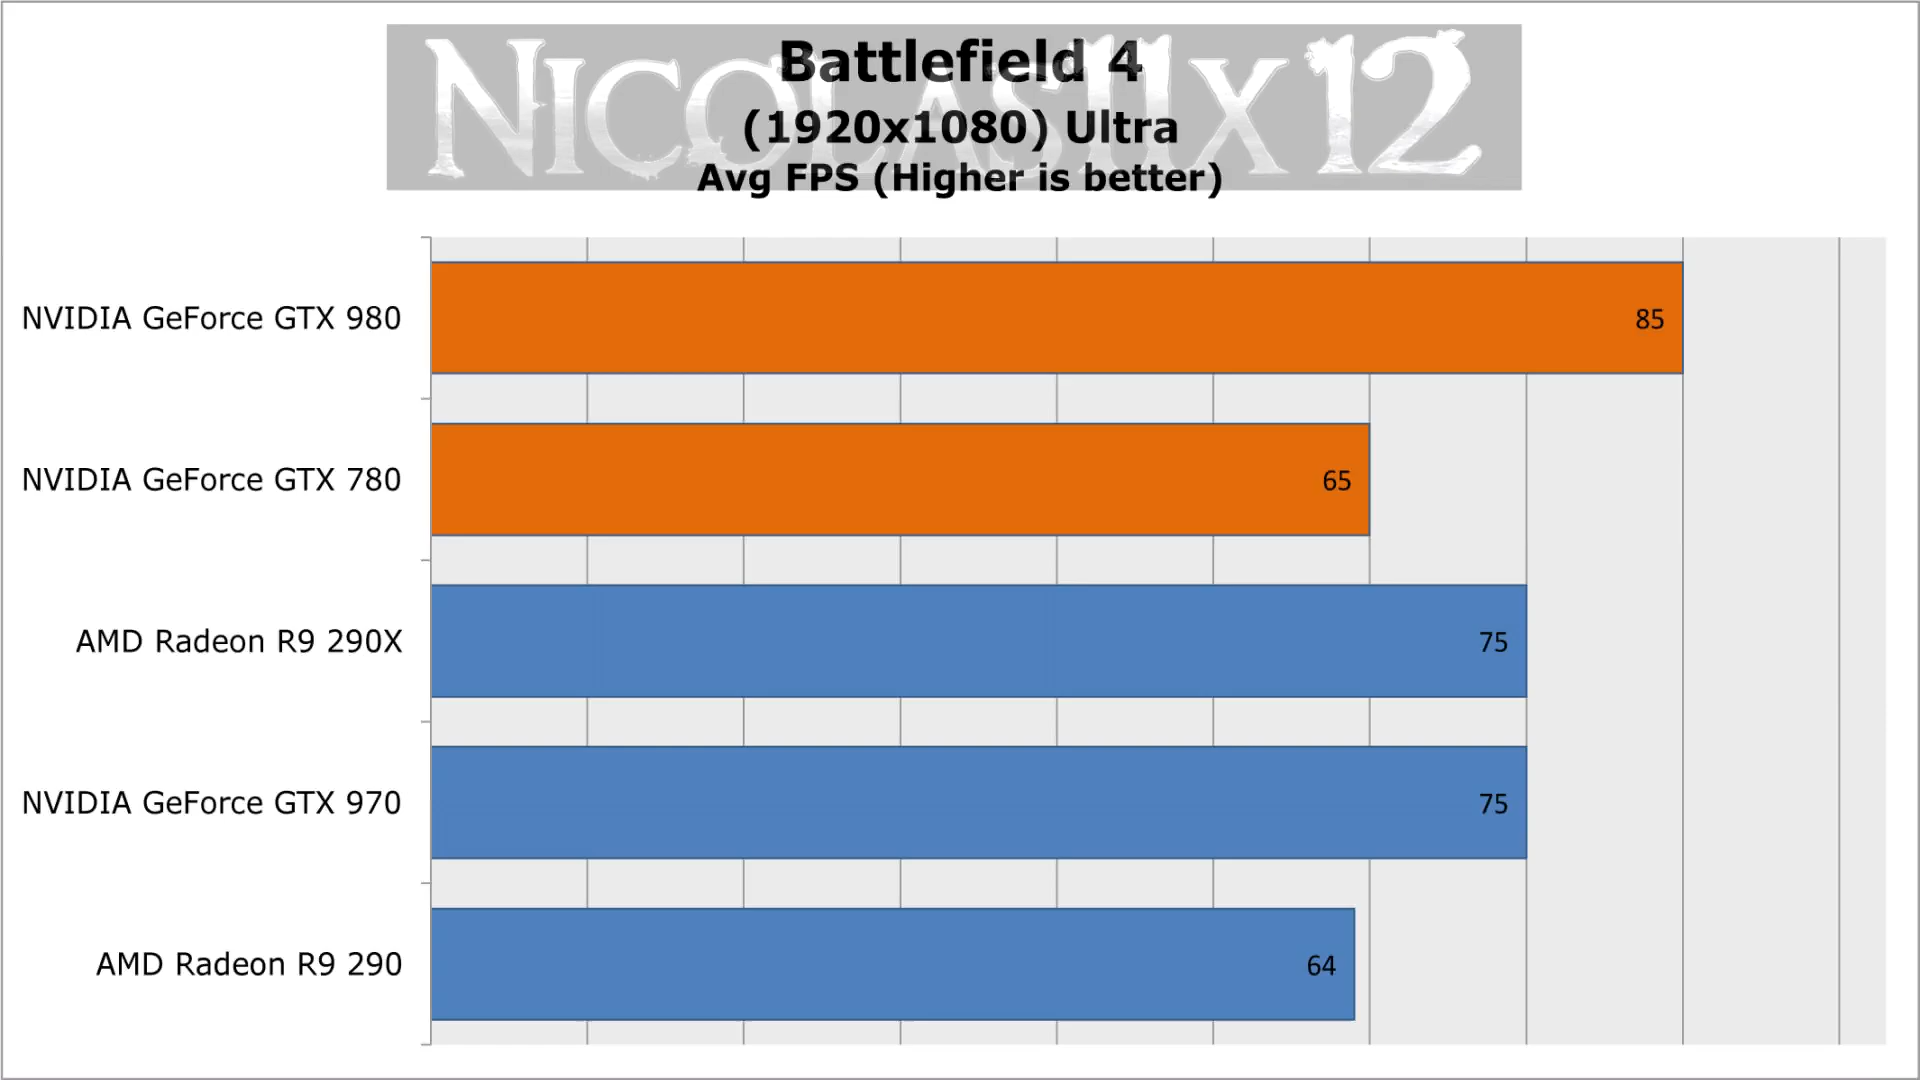 NICOLAS11X12
Battlefield 4
(1920x1080) Ultra
Avg FPS (Higher is better)
NVIDIA GeForce GTX 980
85
NVIDIA GeForce GTX 780
65
AMD Radeon R9 290X
75
NVIDIA GeForce GTX 970
75
AMD Radeon R9 290
64